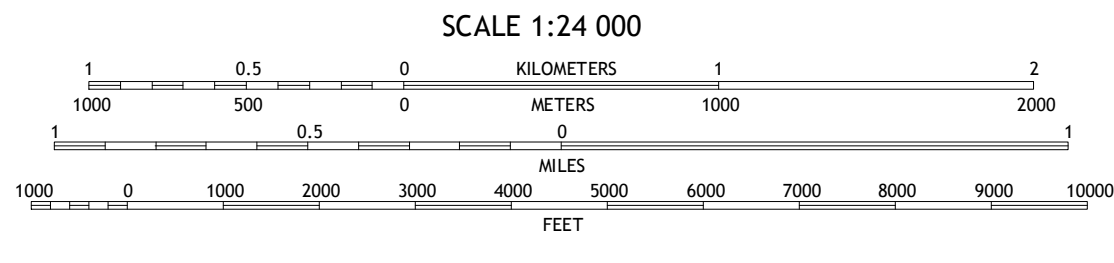 SCALE 1:24 000
1 0.5 0 KILOMETERS 1 2
1000 500 0 METERS 1000 2000
1 0.5 0 1
MILES
1000 0 1000 2000 3000 4000 5000 6000 7000 8000 9000 10000
FEET